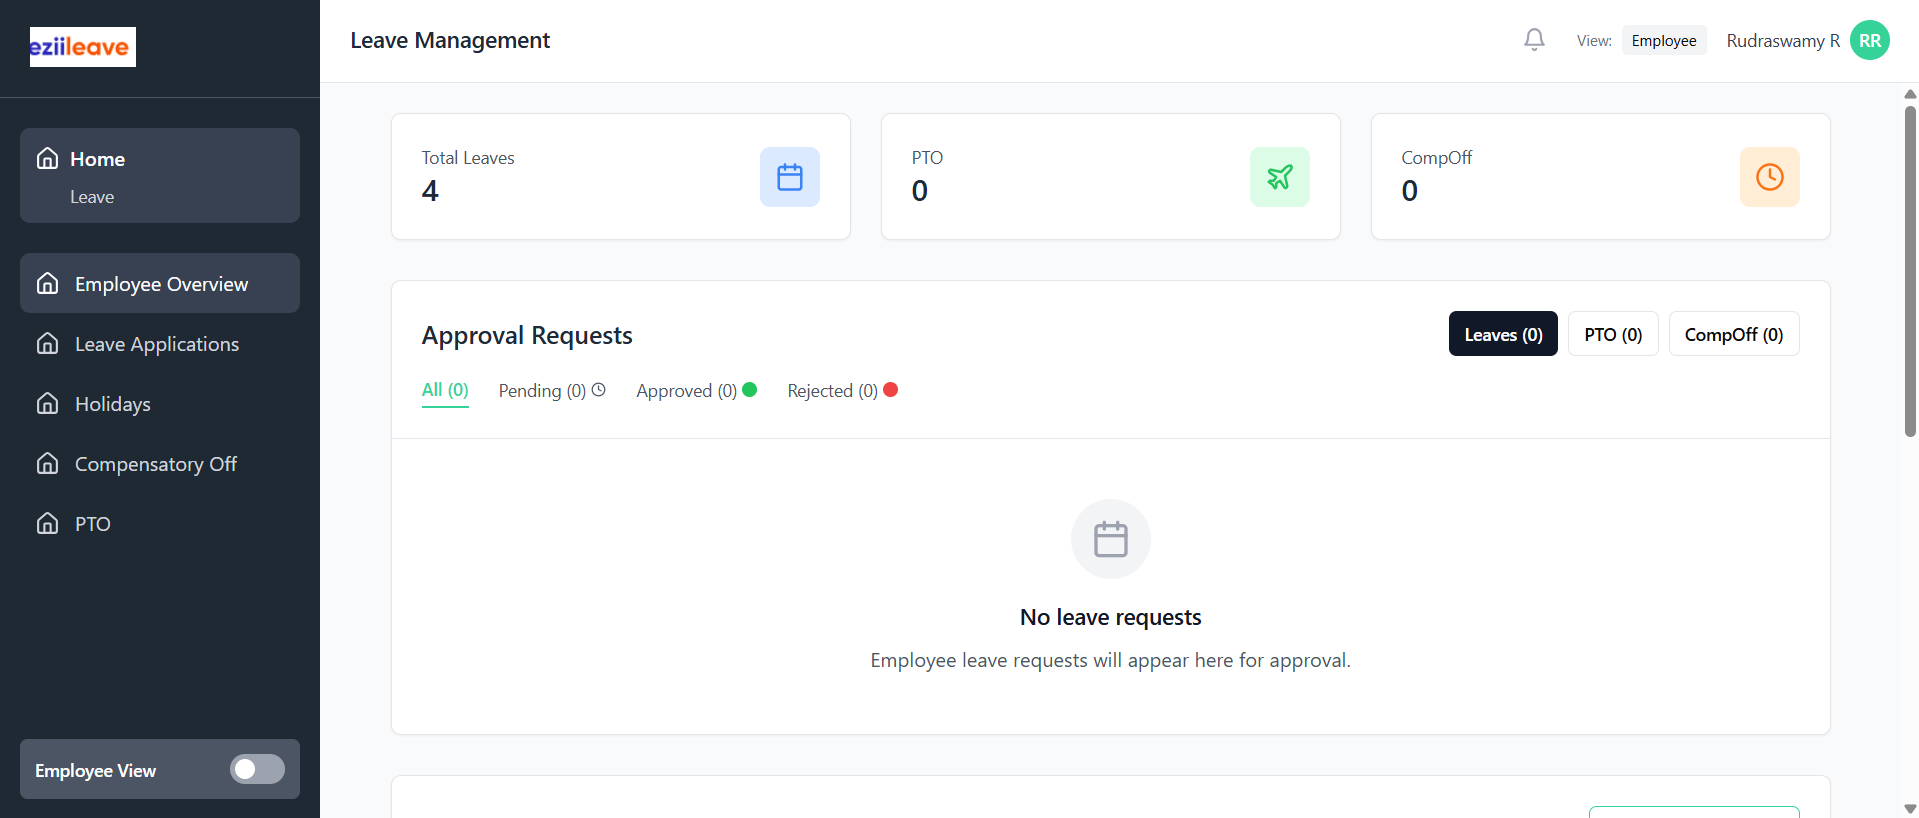 eziileave
Leave Management
View: Employee
Rudraswamy R
RR
Home
Leave
Employee Overview
Leave Applications
Holidays
Compensatory Off
PTO
Employee View
Total Leaves
4
PTO
0
CompOff
0
Approval Requests
Leaves (0)
PTO (0)
CompOff (0)
All (0)
Pending (0)
Approved (0)
Rejected (0)
No leave requests
Employee leave requests will appear here for approval.